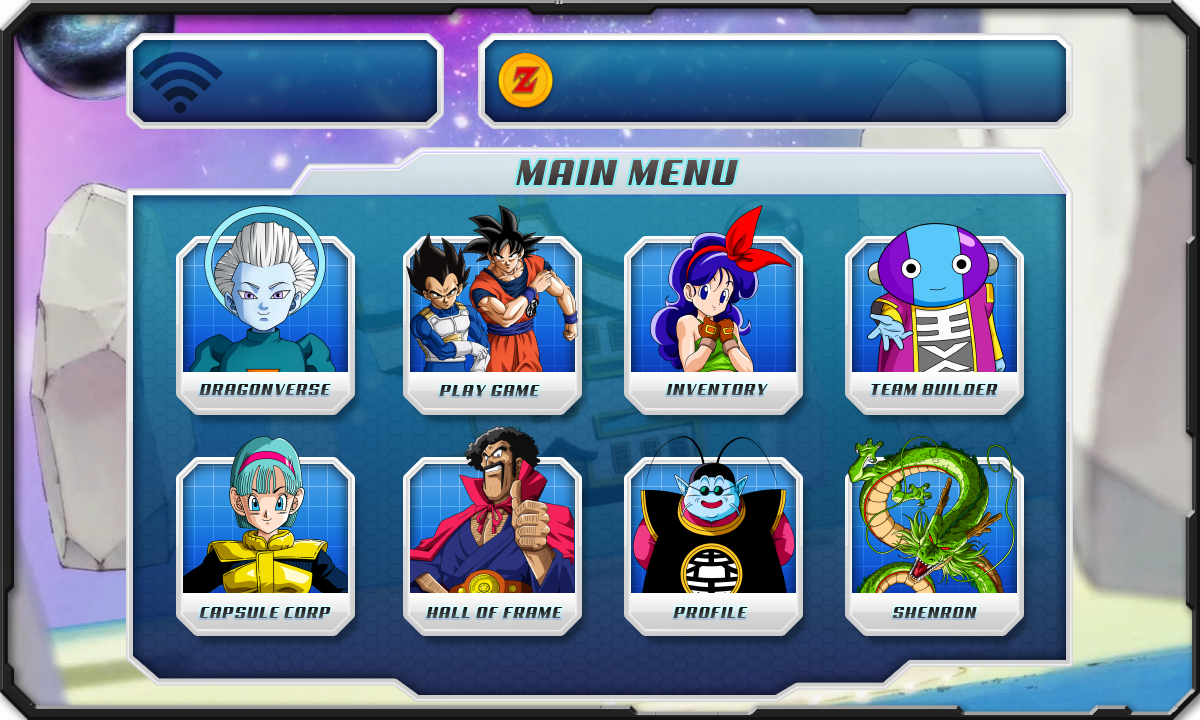 Z
MAIN MENU
DRAGONVERSE
PLAY GAME
INVENTORY
TEAM BUILDER
CAPSULE CORP
HALL OF FRAME
PROFILE
SHENRON